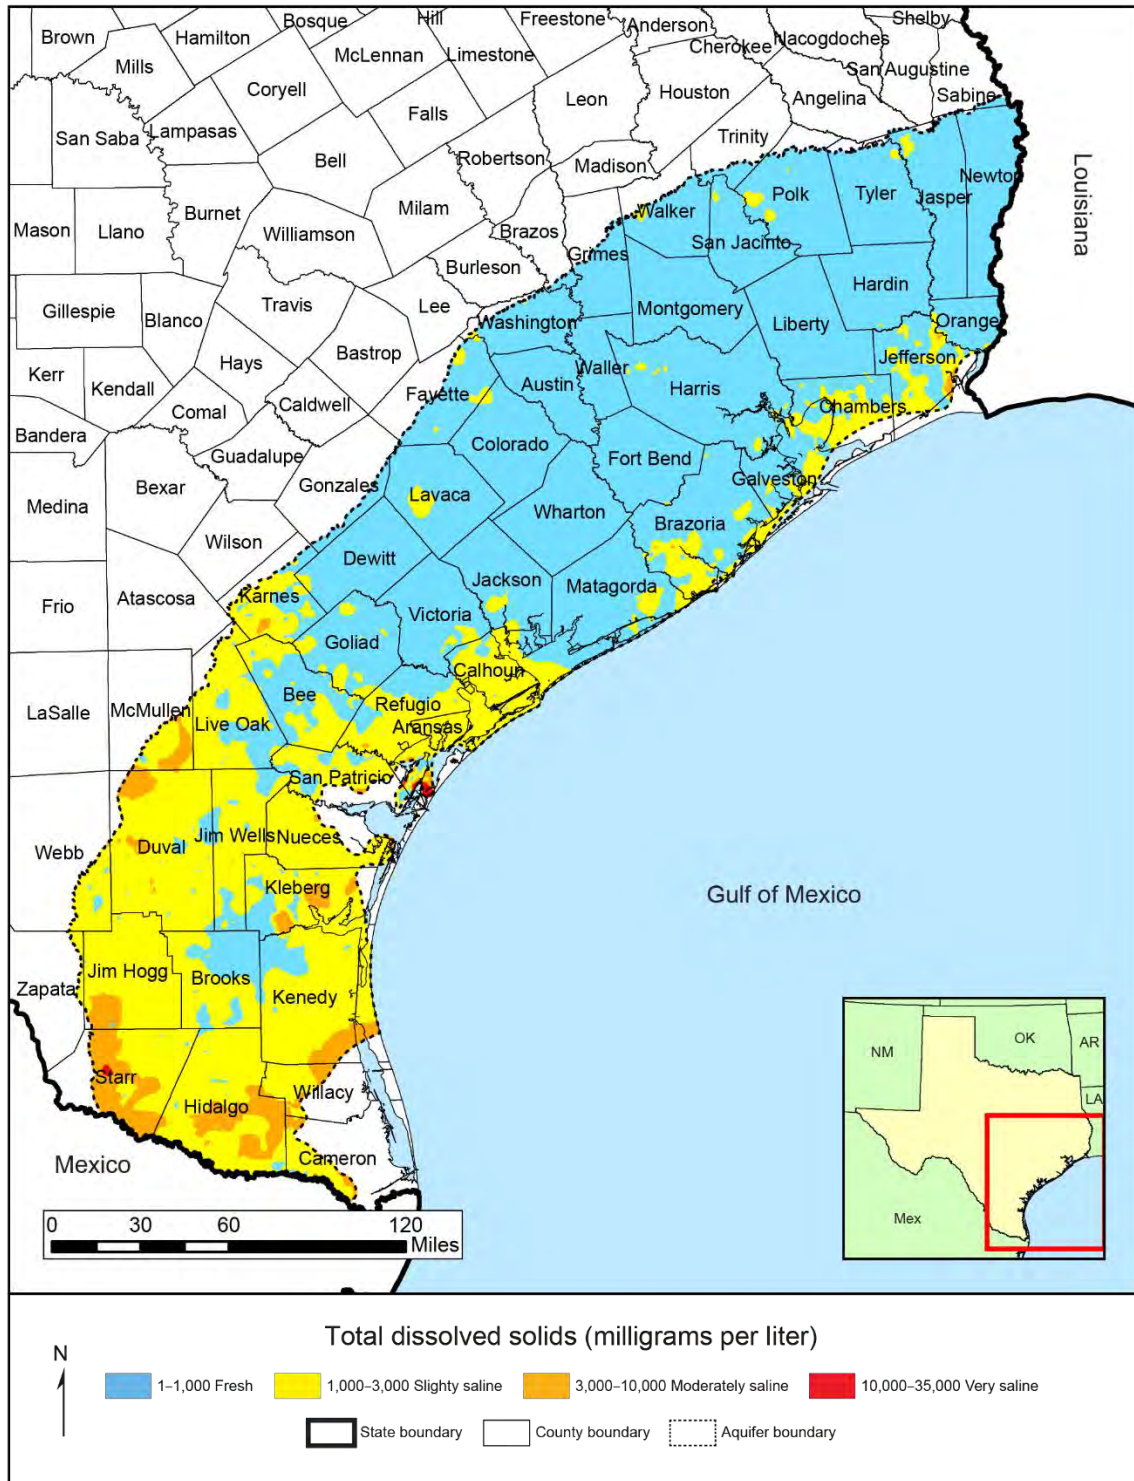 Bosque
Hill
Freestone
Shelby
Brown
Hamilton
McLennan
Limestone
Anderson
Cherokee
Nacogdoches
Mills
Coryell
Leon
Houston
San Augustine
Angelina
Sabine
San Saba
Lampasas
Falls
Trinity
Bell
Robertson
Madison
Louisiana
Milam
Walker
Polk
Tyler
Newton
Jasper
Mason
Llano
Burnet
Williamson
Brazos
San Jacinto
Burleson
Grimes
Gillespie
Blanco
Travis
Lee
Washington
Montgomery
Liberty
Hardin
Orange
Hays
Bastrop
Jefferson
Kerr
Kendall
Austin
Waller
Harris
Fayette
Chambers
Comal
Caldwell
Bandera
Guadalupe
Colorado
Fort Bend
Medina
Bexar
Gonzales
Lavaca
Galveston
Wilson
Wharton
Brazoria
Dewitt
Jackson
Matagorda
Frio
Atascosa
Karnes
Victoria
Goliad
Calhoun
LaSalle
McMullen
Live Oak
Bee
Refugio
Aransas
San Patricio
Webb
Duval
Jim Wells
Nueces
Kleberg
Gulf of Mexico
Zapata
Jim Hogg
Brooks
Kenedy
Starr
Hidalgo
Willacy
Cameron
Mexico
NM
OK
AR
LA
Mex
0 30 60 120
Miles
Total dissolved solids (milligrams per liter)
N
1–1,000 Fresh 1,000–3,000 Slighty saline 3,000–10,000 Moderately saline 10,000–35,000 Very saline
State boundary County boundary Aquifer boundary